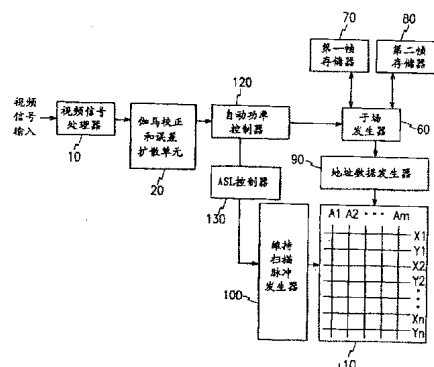 70
80
第一帧
存储器
第二帧
存储器
120
视频
信号
输入
视频信号
处理器
10
伽马校正
和误差
扩散单元
20
自动功率
控制器
子场
发生器
60
90
地址数据发生器
ASL控制器
130
维持
扫描
脉冲
发生器
100
A1 A2 ··· Am
X1
Y1
X2
Y2
Xn
Yn
110